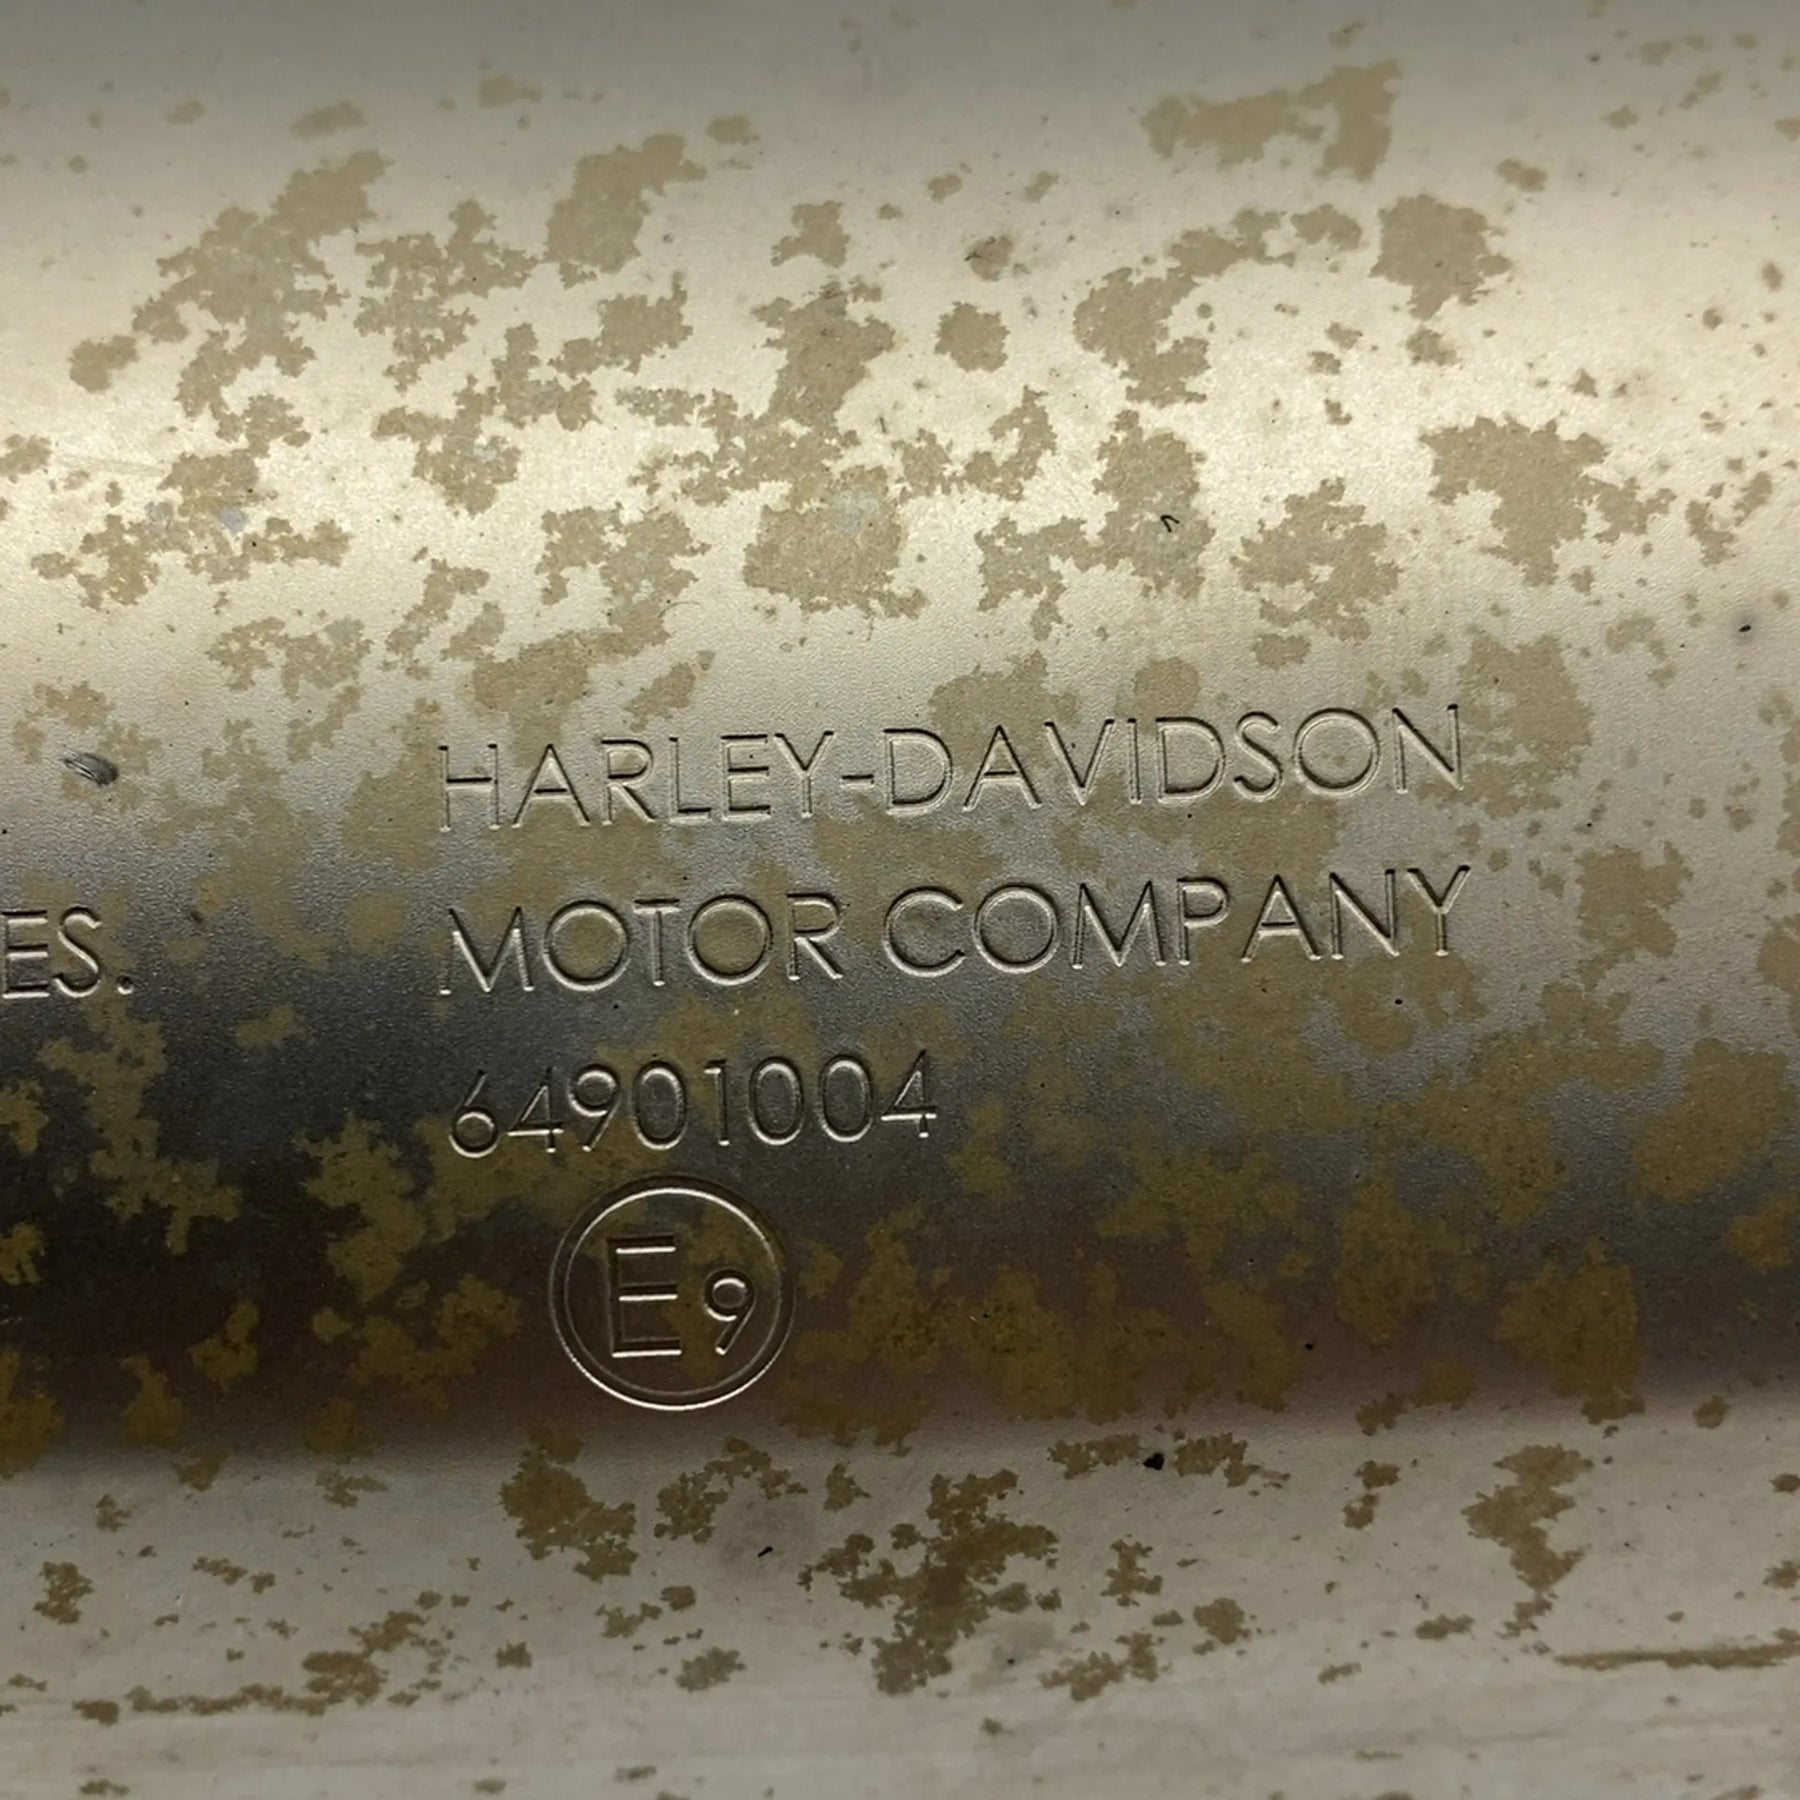 ES.
HARLEY-DAVIDSON
MOTOR COMPANY
64901004
E9